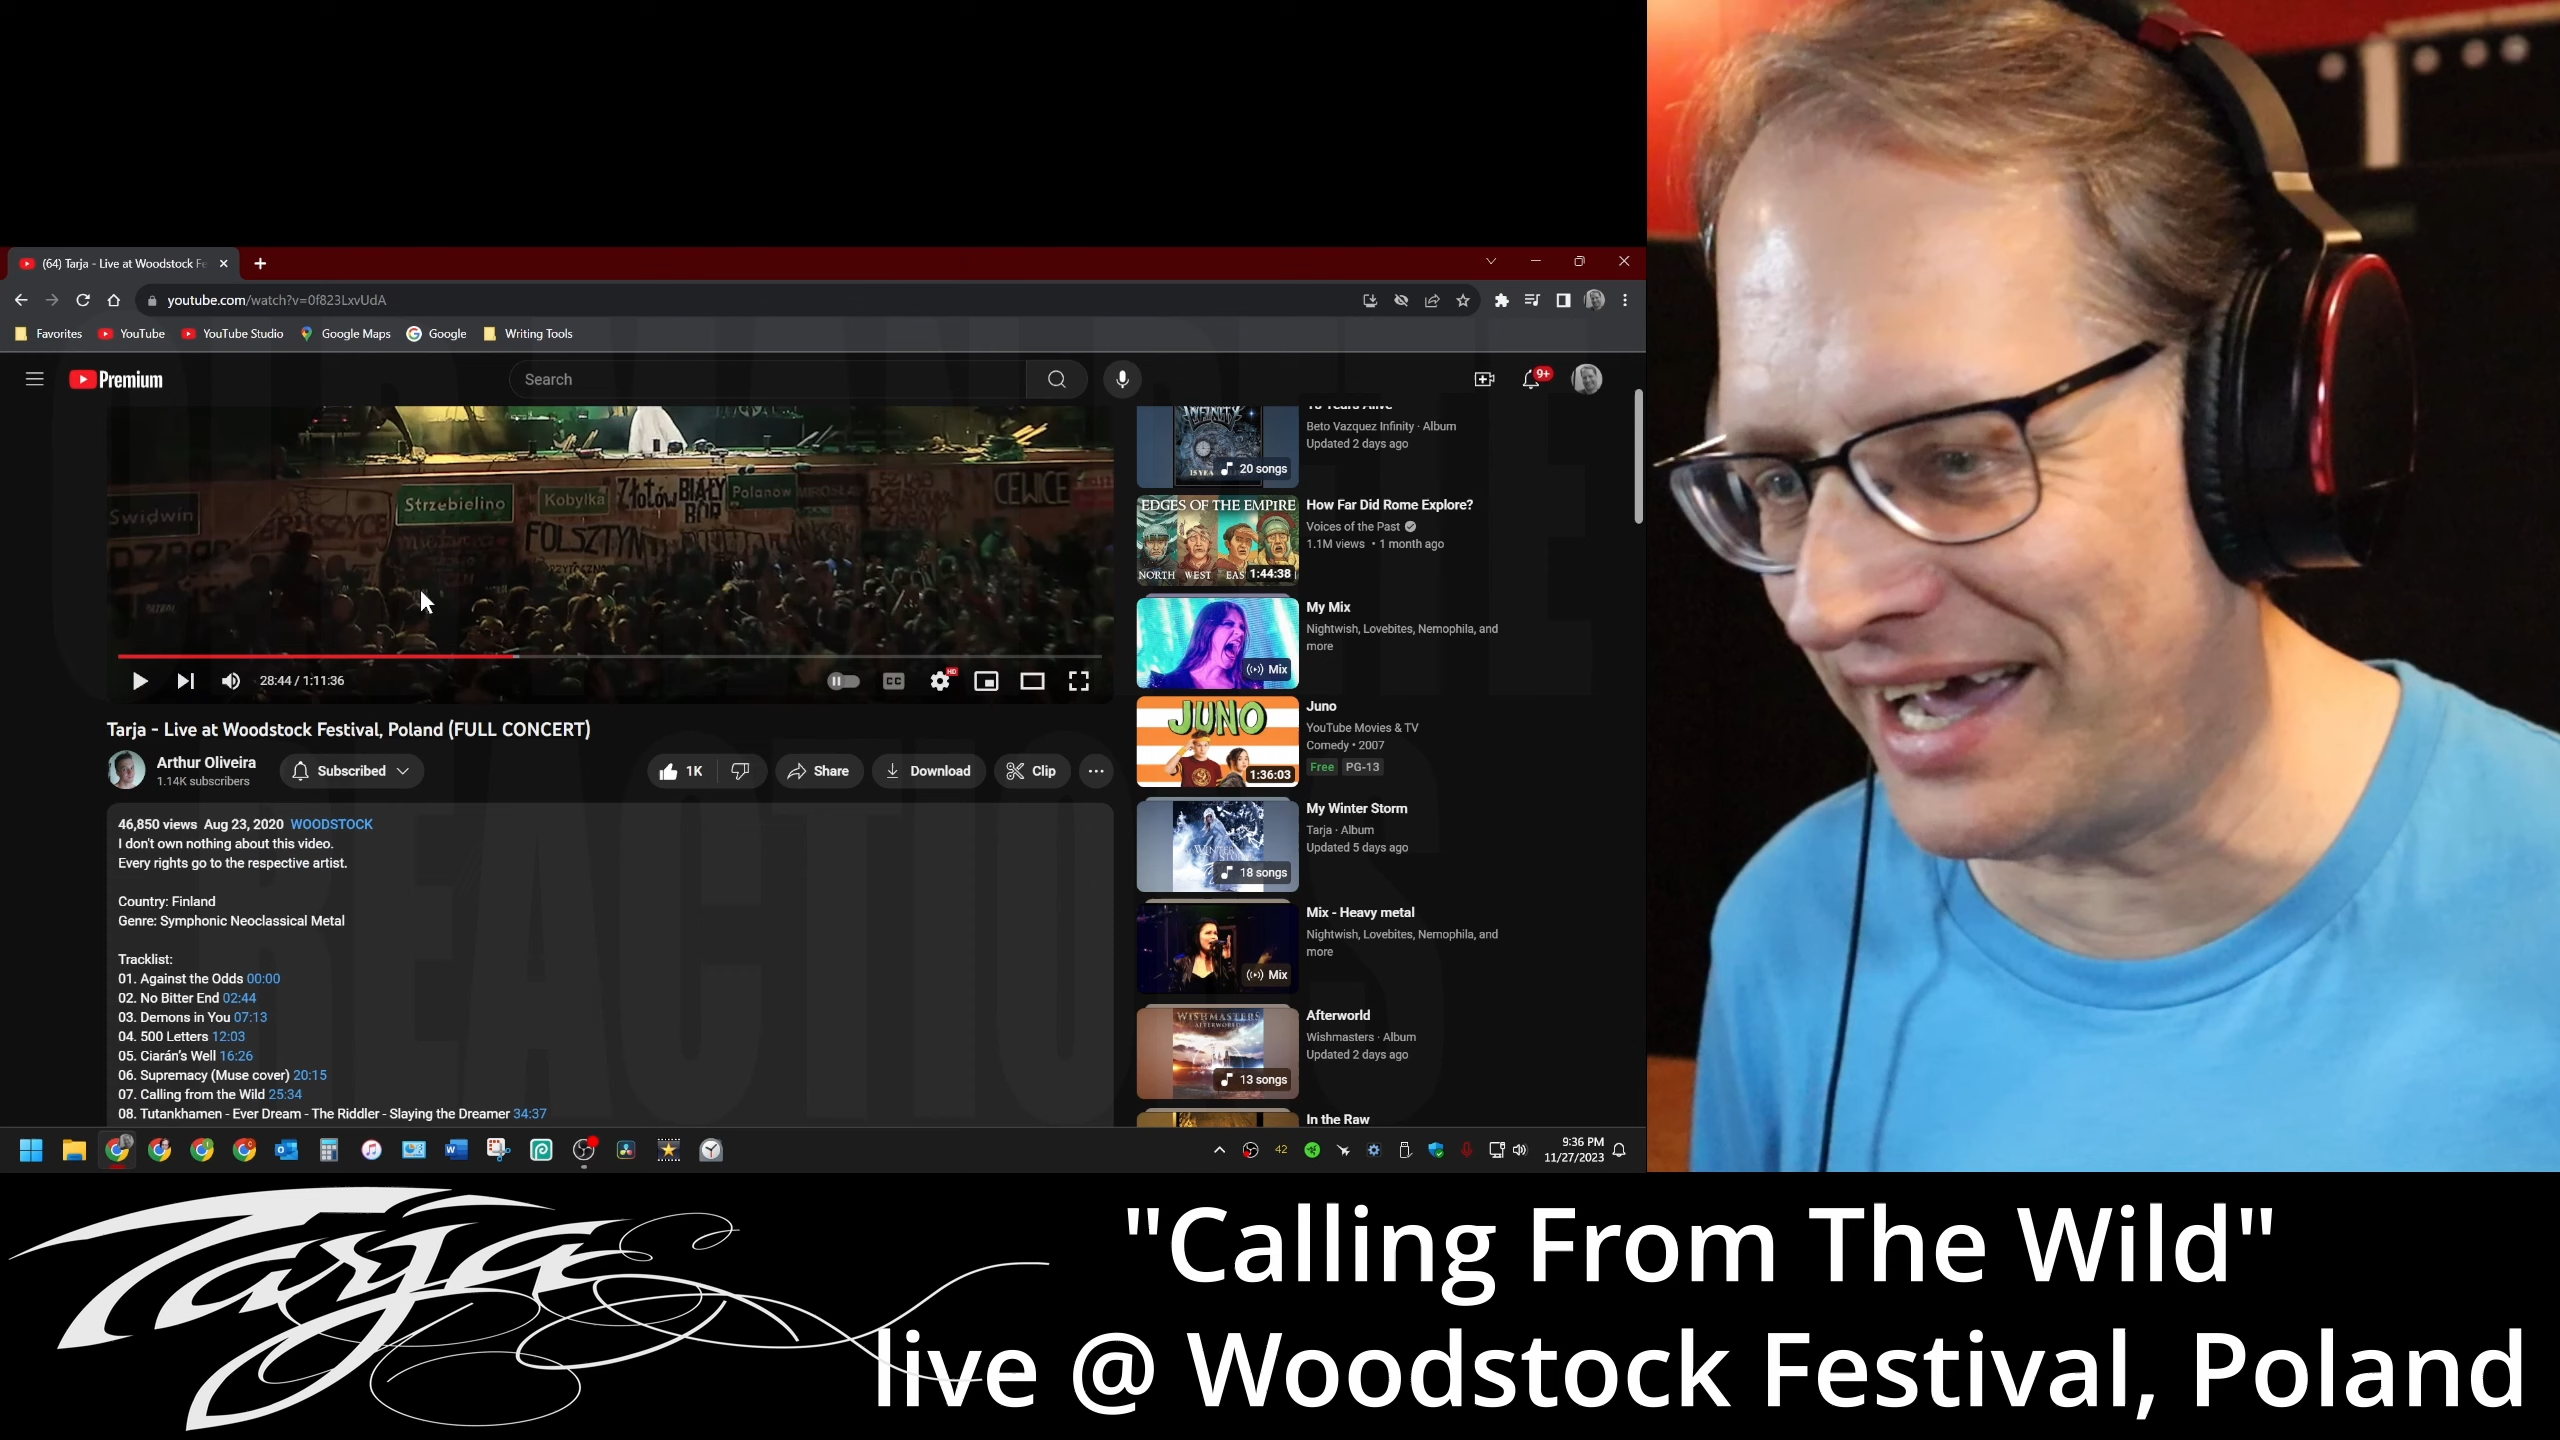 (64) Tarja - Live at Woodstock Fe
youtube.com/watch?v=0f823LxvUdA
Favorites YouTube YouTube Studio Google Maps Google Writing Tools
Premium
Search
9+
Swidwin
Strzebielino
Kobyłka
Złotów
BIAŁY BÓR
Polanow
CEWICE
28:44 / 1:11:36
CC
HD
Tarja - Live at Woodstock Festival, Poland (FULL CONCERT)
Arthur Oliveira
1.14K subscribers
Subscribed
1K
Share
Download
Clip
46,850 views Aug 23, 2020 WOODSTOCK
I don't own nothing about this video.
Every rights go to the respective artist.
Country: Finland
Genre: Symphonic Neoclassical Metal
Tracklist:
01. Against the Odds 00:00
02. No Bitter End 02:44
03. Demons in You 07:13
04. 500 Letters 12:03
05. Ciarán's Well 16:26
06. Supremacy (Muse cover) 20:15
07. Calling from the Wild 25:34
08. Tutankhamen - Ever Dream - The Riddler - Slaying the Dreamer 34:37
INFINITY
20 songs
Beto Vazquez Infinity · Album
Updated 2 days ago
EDGES OF THE EMPIRE
NORTH WEST EAS
1:44:38
How Far Did Rome Explore?
Voices of the Past
1.1M views • 1 month ago
Mix
My Mix
Nightwish, Lovebites, Nemophila, and
more
JUNO
1:36:03
Juno
YouTube Movies & TV
Comedy • 2007
Free PG-13
18 songs
My Winter Storm
Tarja · Album
Updated 5 days ago
Mix
Mix - Heavy metal
Nightwish, Lovebites, Nemophila, and
more
WISHMASTERS
AFTERWORLD
13 songs
Afterworld
Wishmasters · Album
Updated 2 days ago
In the Raw
42
9:36 PM
11/27/2023
Tarja
"Calling From The Wild"
live @ Woodstock Festival, Poland